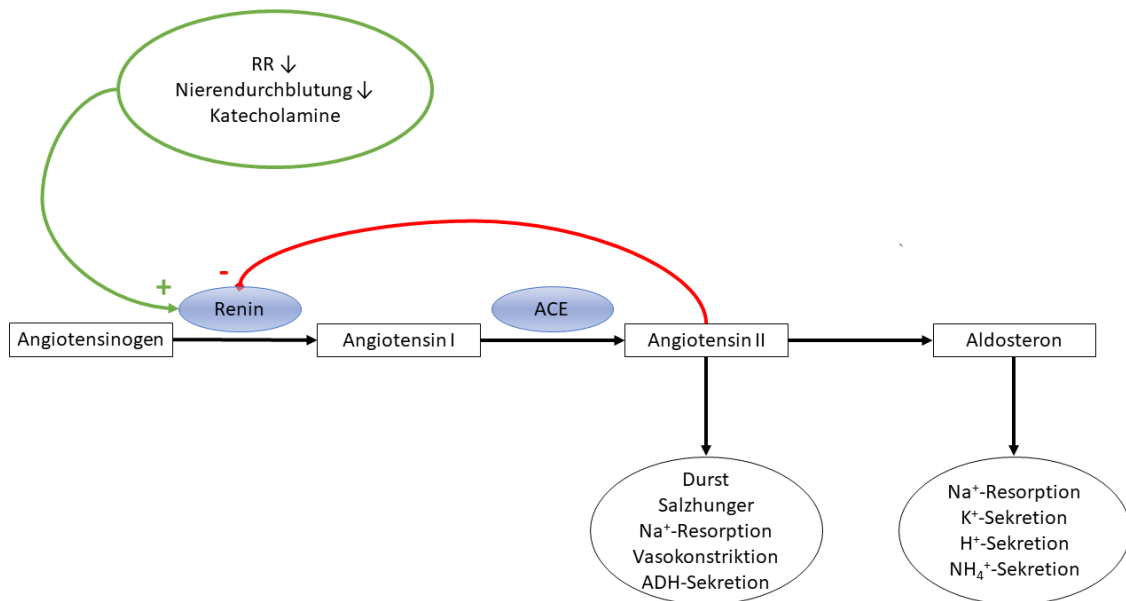 RR ↓
Nierendurchblutung ↓
Katecholamine
+
-
`
Renin
ACE
Angiotensinogen
Angiotensin I
Angiotensin II
Aldosteron
Durst
Salzhunger
Na⁺-Resorption
Vasokonstriktion
ADH-Sekretion
Na⁺-Resorption
K⁺-Sekretion
H⁺-Sekretion
NH₄⁺-Sekretion